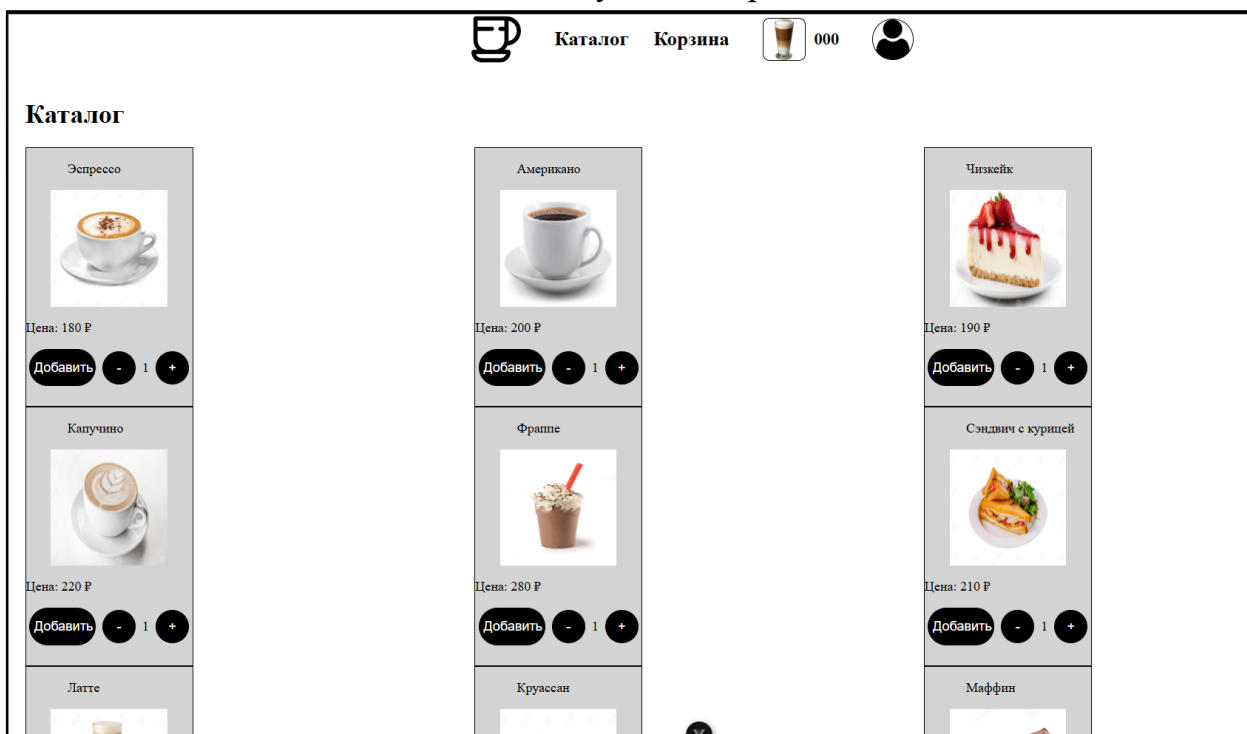 Каталог Корзина 000
Каталог
Эспрессо Американо Чизкейк
Цена: 180 ₽ Цена: 200 ₽ Цена: 190 ₽
Добавить - 1 + Добавить - 1 + Добавить - 1 +
Капучино Фраппе Сэндвич с курицей
Цена: 220 ₽ Цена: 280 ₽ Цена: 210 ₽
Добавить - 1 + Добавить - 1 + Добавить - 1 +
Латте Круассан Маффин